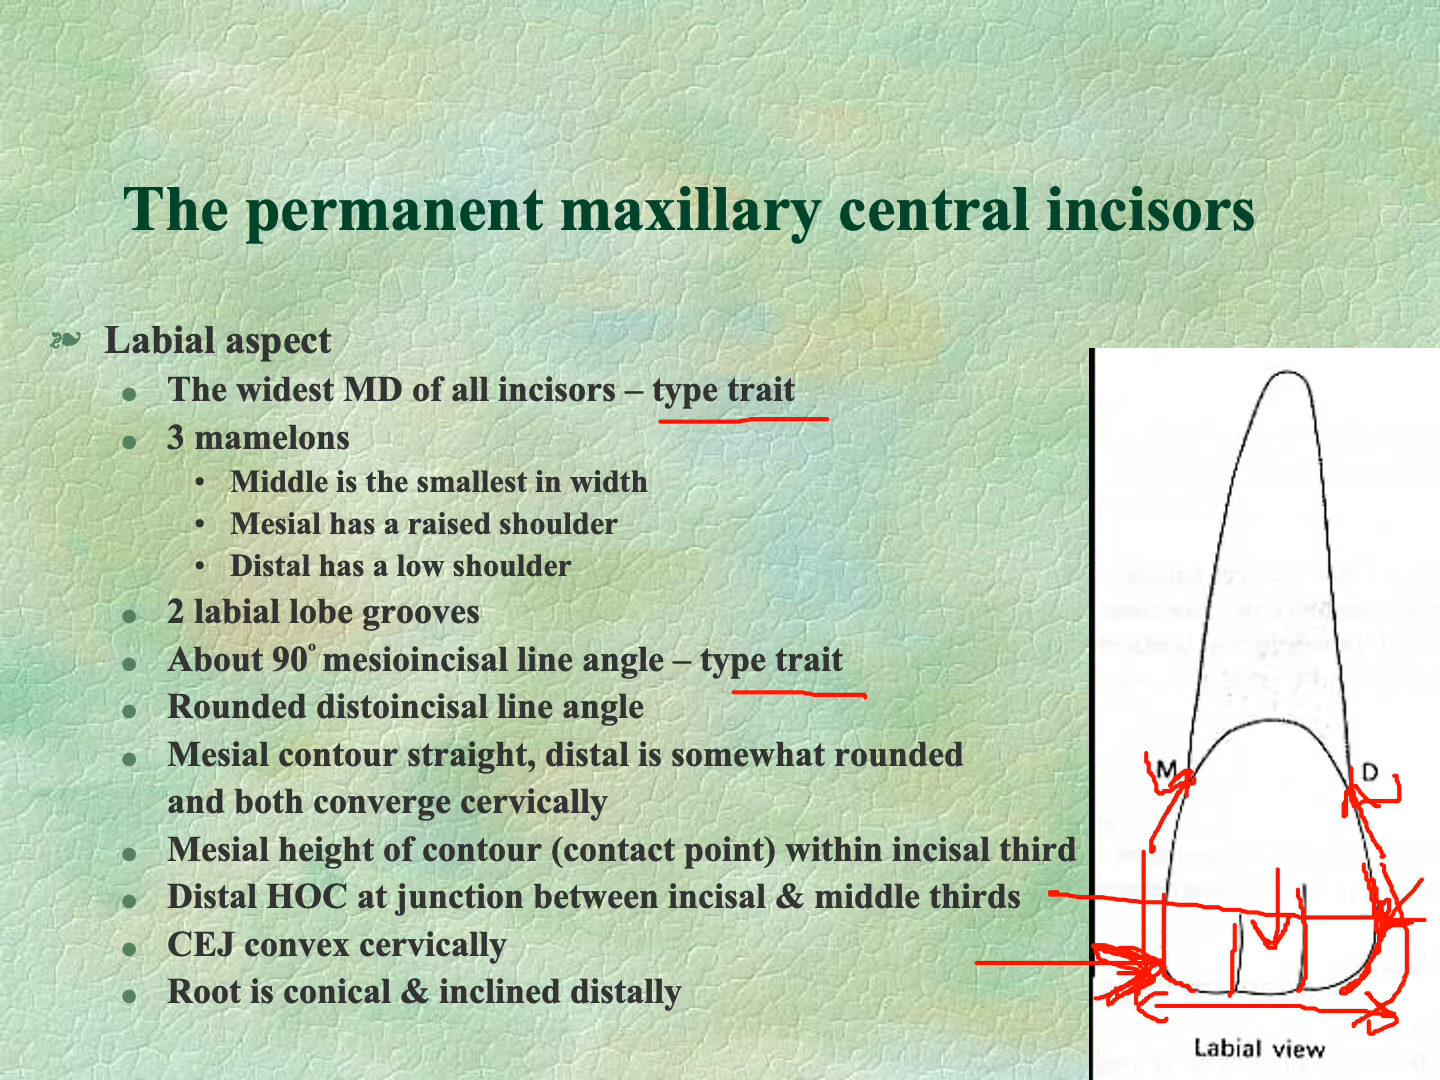 The permanent maxillary central incisors
Labial aspect
The widest MD of all incisors – type trait
3 mamelons
Middle is the smallest in width
Mesial has a raised shoulder
Distal has a low shoulder
2 labial lobe grooves
About 90º mesioincisal line angle – type trait
Rounded distoincisal line angle
Mesial contour straight, distal is somewhat rounded
and both converge cervically
Mesial height of contour (contact point) within incisal third
Distal HOC at junction between incisal & middle thirds
CEJ convex cervically
Root is conical & inclined distally
M
D
Labial view